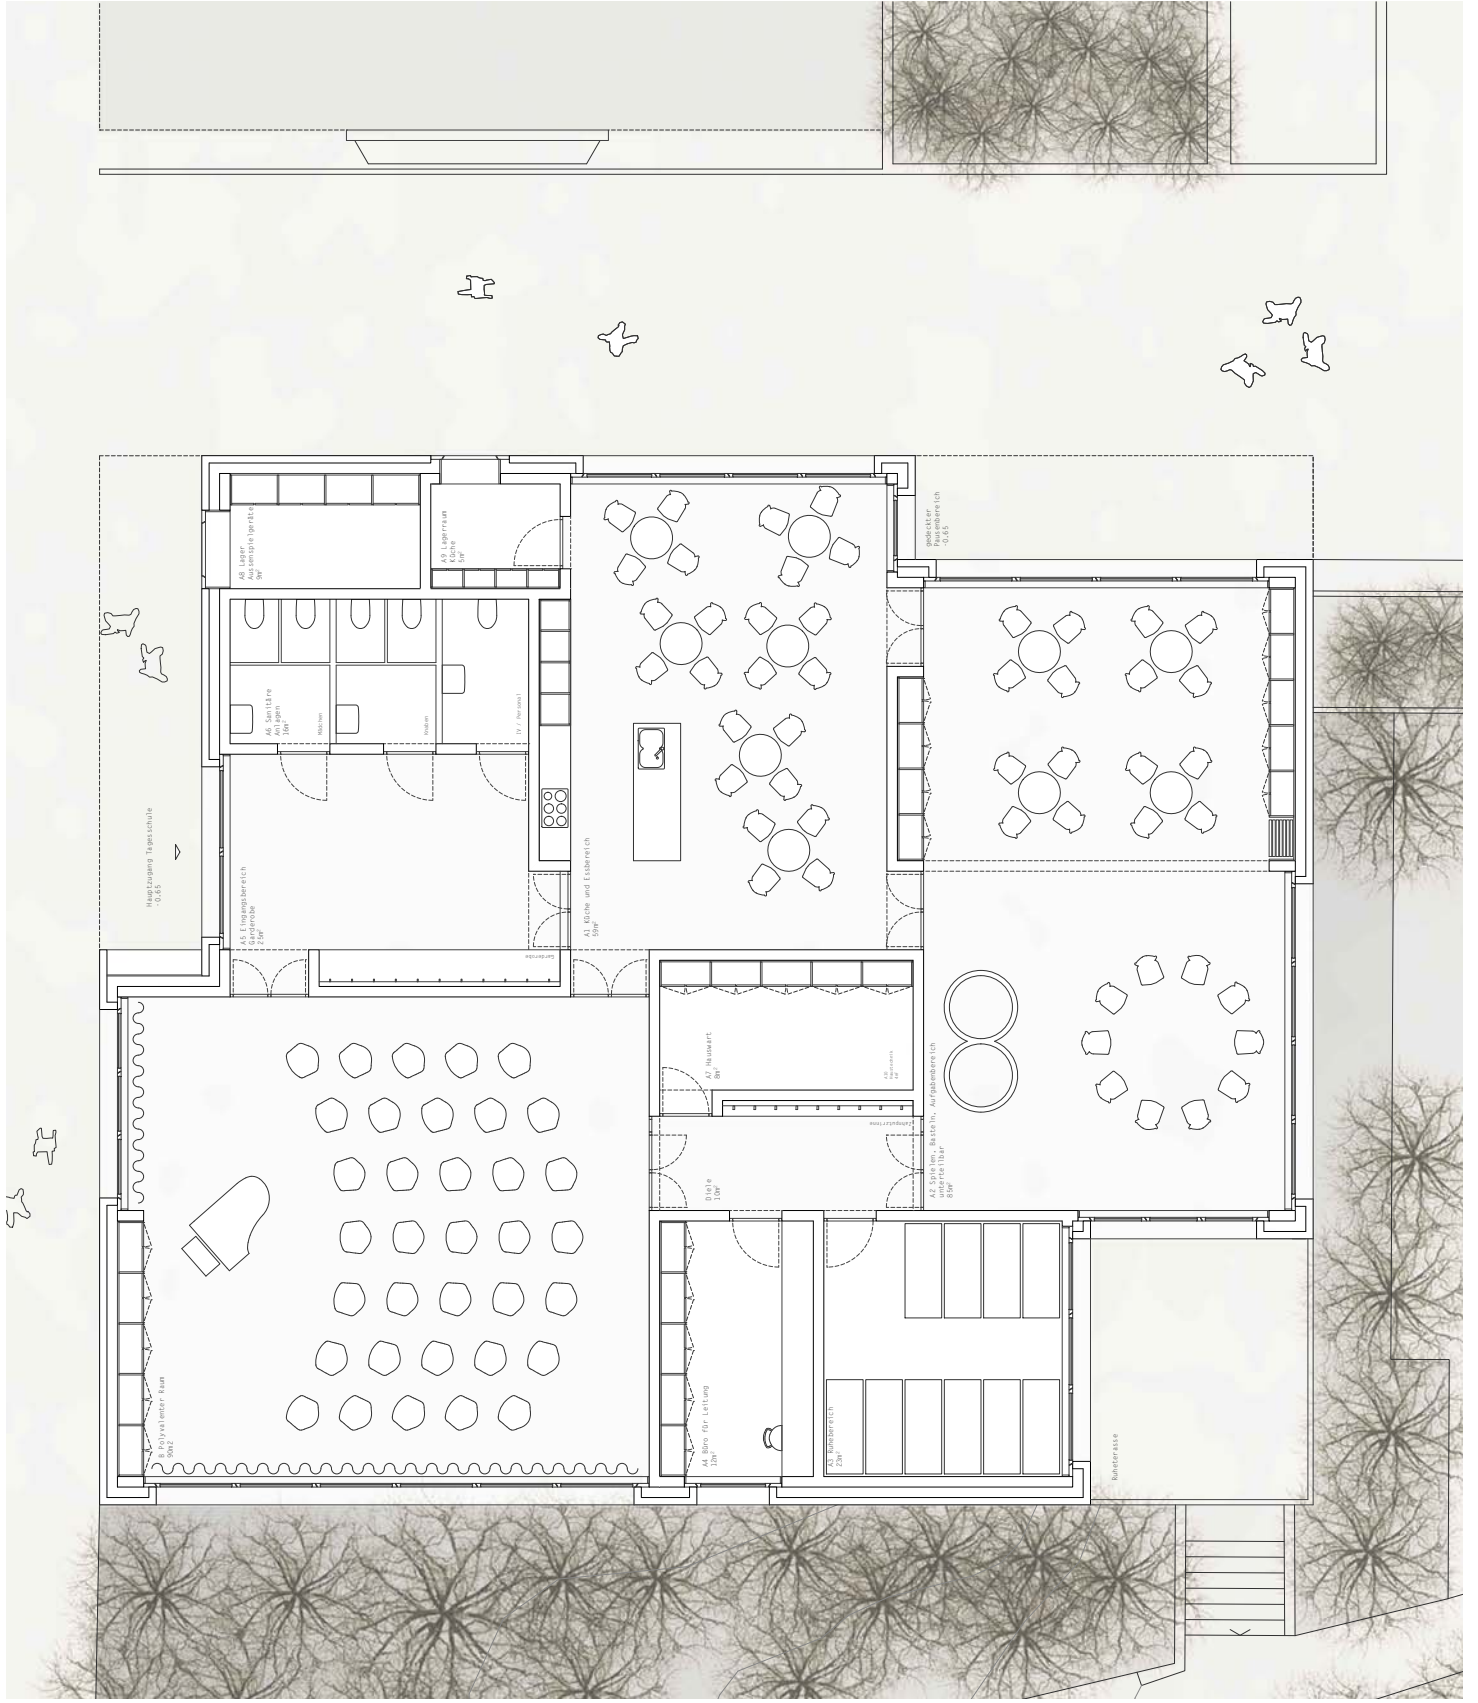 A8 Lager
Aussenspielgeräte
9m²
A9 Lagerraum
Küche
5m²
gedeckter
Pausenbereich
-0.65
A6 Sanitäre
Anlagen
16m²
Mädchen
Knaben
IV / Personal
Hauptzugang Tagesschule
-0.65
A5 Eingangsbereich
Garderobe
25m²
A1 Küche und Essbereich
59m²
Garderobe
A7 Hauswart
8m²
A2 Spielen, Basteln, Aufgabenbereich
unterteilbar
85m²
Zahnputzrinne
Diele
10m²
B Polyvalenter Raum
90m2
A4 Büro für Leitung
12m²
A3 Ruhebereich
23m²
Ruheterasse